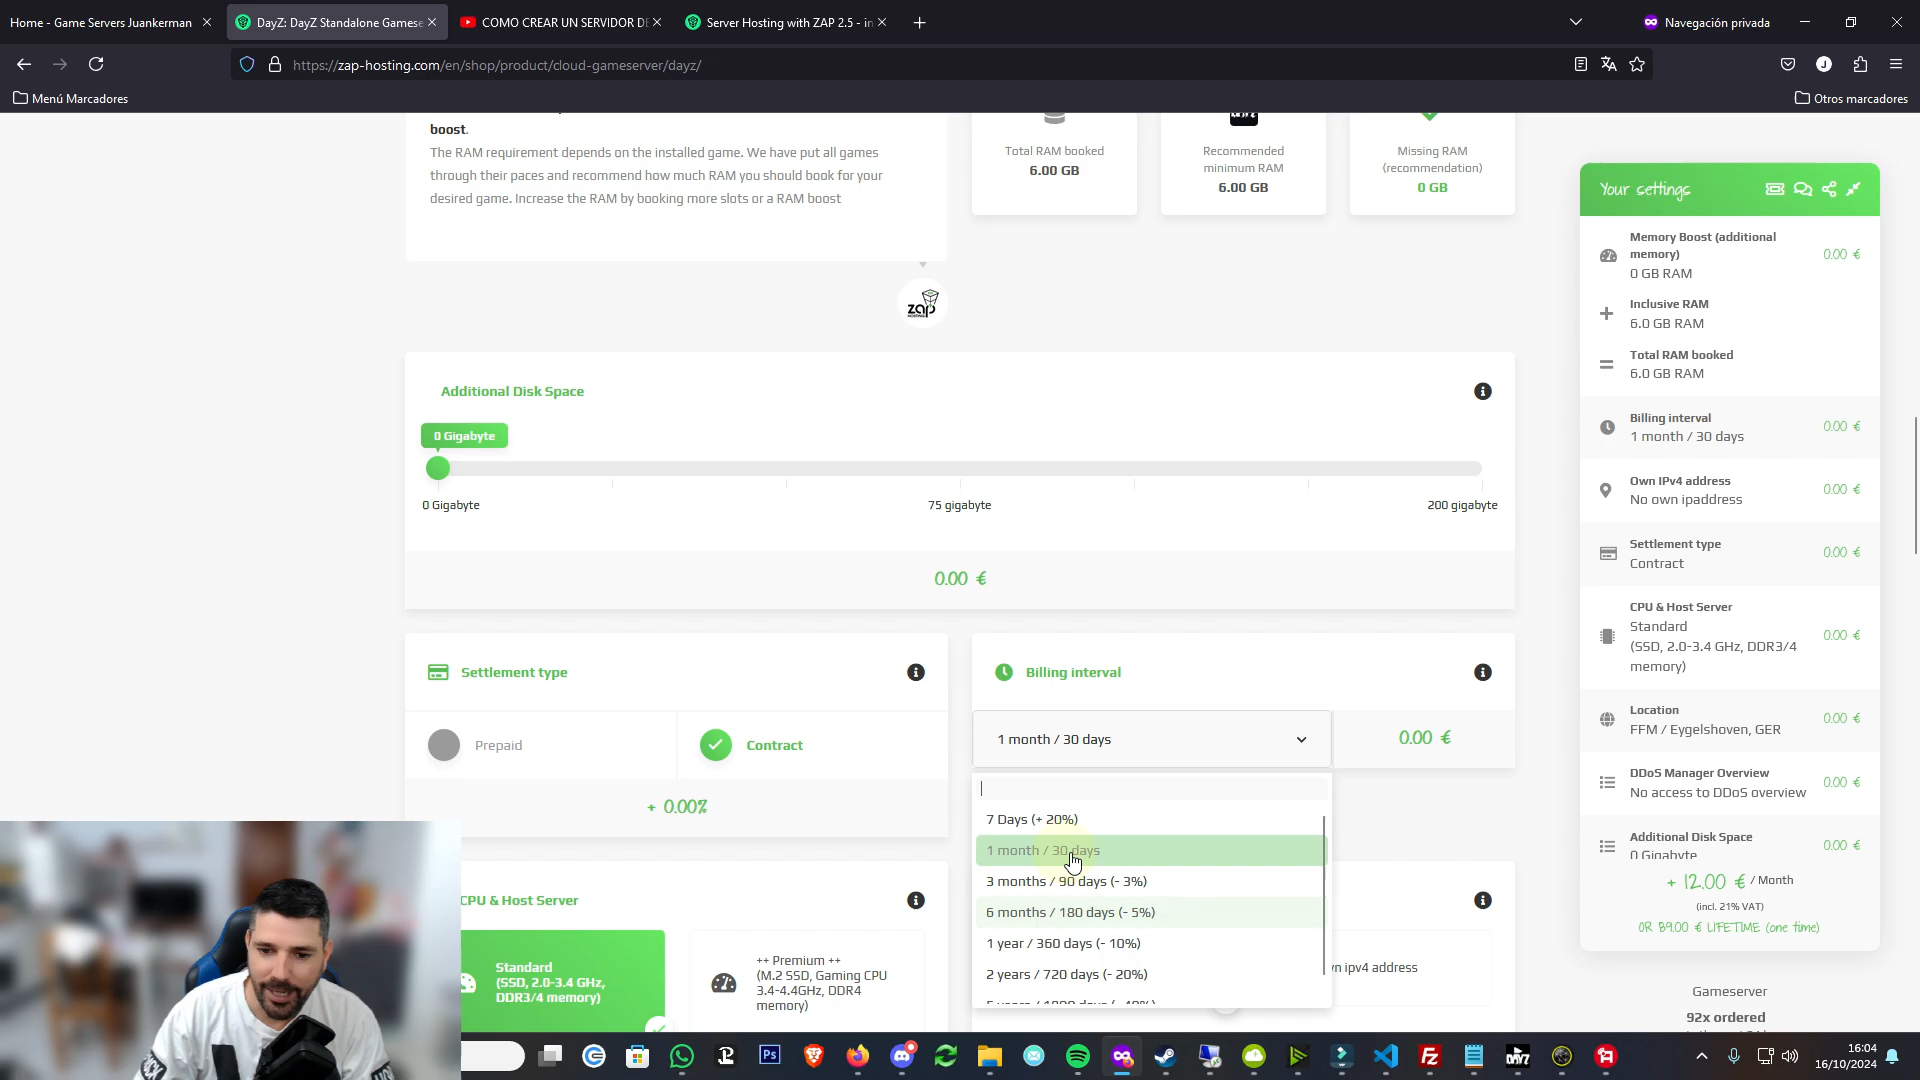 Home - Game Servers Juankerman
DayZ: DayZ Standalone Gamese
COMO CREAR UN SERVIDOR DE
Server Hosting with ZAP 2.5 - in
Navegación privada
https://zap-hosting.com/en/shop/product/cloud-gameserver/dayz/
Menú Marcadores
Otros marcadores
boost.
The RAM requirement depends on the installed game. We have put all games
through their paces and recommend how much RAM you should book for your
desired game. Increase the RAM by booking more slots or a RAM boost
Total RAM booked
6.00 GB
Recommended
minimum RAM
6.00 GB
Missing RAM
(recommendation)
0 GB
zap
HOSTING
Additional Disk Space
0 Gigabyte
0 Gigabyte
75 gigabyte
200 gigabyte
0.00 €
Settlement type
Prepaid
Contract
+ 0.00%
Billing interval
1 month / 30 days
0.00 €
7 Days (+ 20%)
1 month / 30 days
3 months / 90 days (- 3%)
6 months / 180 days (- 5%)
1 year / 360 days (- 10%)
2 years / 720 days (- 20%)
CPU & Host Server
Standard
(SSD, 2.0-3.4 GHz,
DDR3/4 memory)
++ Premium ++
(M.2 SSD, Gaming CPU
3.4-4.4GHz, DDR4
memory)
wn ipv4 address
Your settings
Memory Boost (additional
memory)
0 GB RAM
0.00 €
Inclusive RAM
6.0 GB RAM
Total RAM booked
6.0 GB RAM
Billing interval
1 month / 30 days
0.00 €
Own IPv4 address
No own ipaddress
0.00 €
Settlement type
Contract
0.00 €
CPU & Host Server
Standard
(SSD, 2.0-3.4 GHz, DDR3/4
memory)
0.00 €
Location
FFM / Eygelshoven, GER
0.00 €
DDoS Manager Overview
No access to DDoS overview
0.00 €
Additional Disk Space
0 Gigabyte
0.00 €
+ 12.00 € / Month
(incl. 21% VAT)
OR 89.00 € LIFETIME (one time)
Gameserver
92x ordered
16:04
16/10/2024